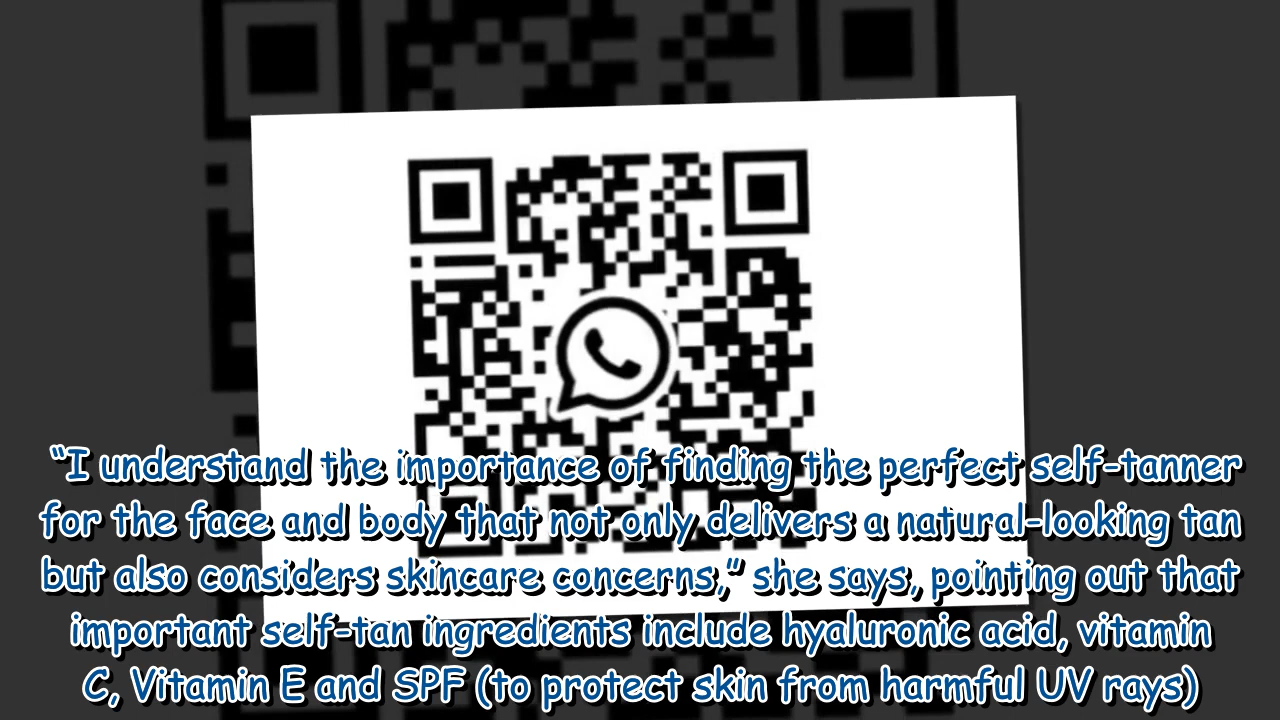 “I understand the importance of finding the perfect self-tanner
for the face and body that not only delivers a natural-looking tan
but also considers skincare concerns,” she says, pointing out that
important self-tan ingredients include hyaluronic acid, vitamin
C, Vitamin E and SPF (to protect skin from harmful UV rays)